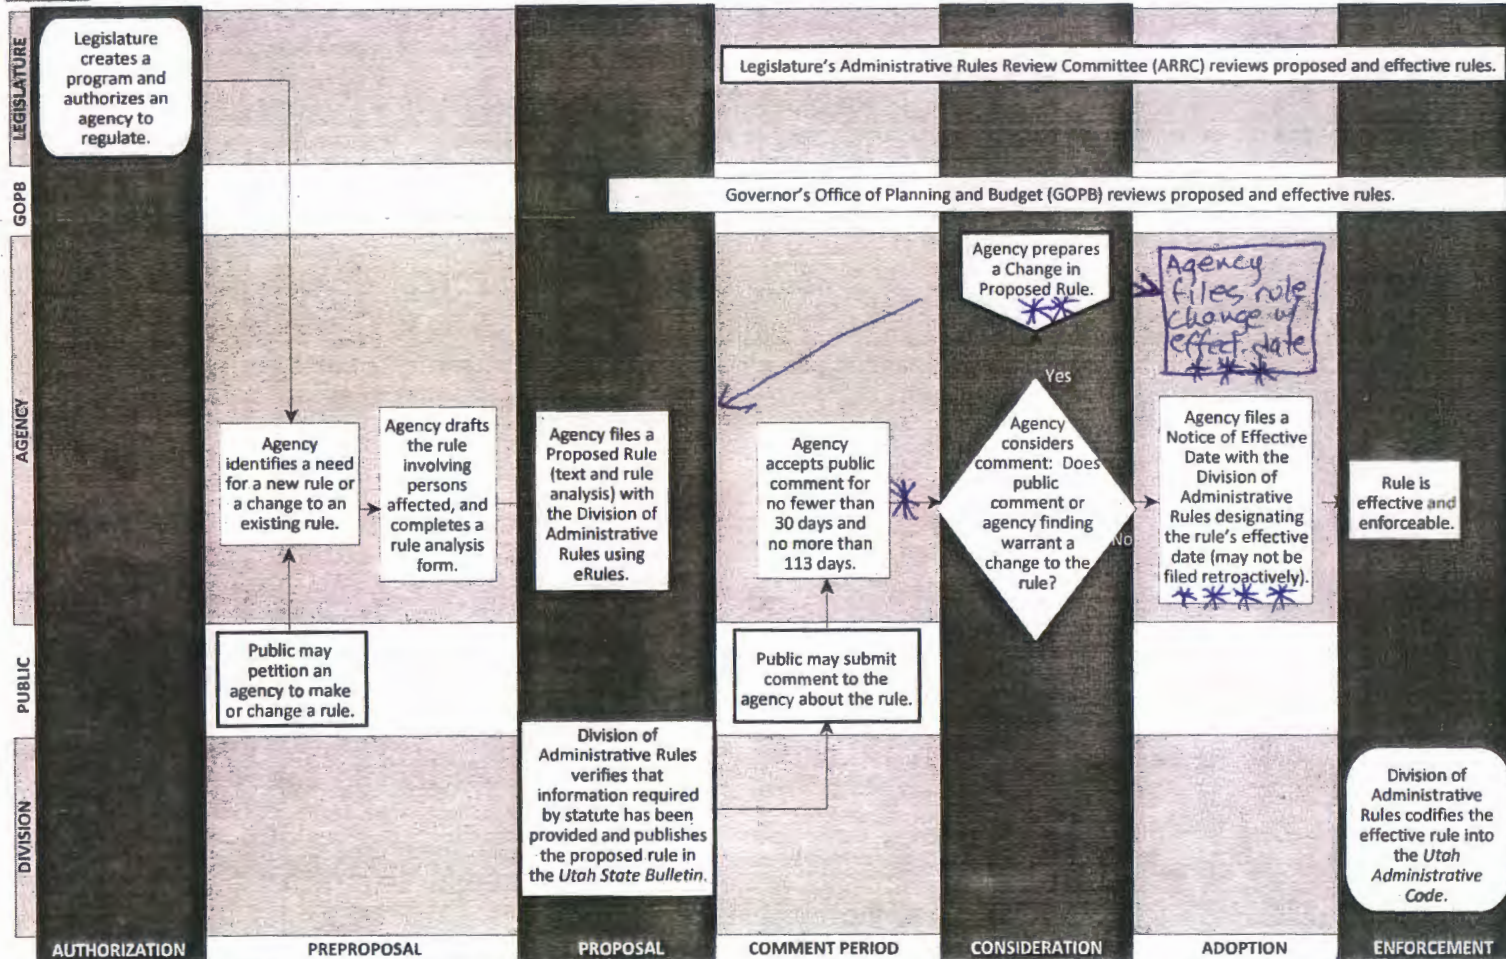 LEGISLATURE
Legislature
creates a
program and
authorizes an
agency to
regulate.
Legislature's Administrative Rules Review Committee (ARRC) reviews proposed and effective rules.
GOPB
Governor's Office of Planning and Budget (GOPB) reviews proposed and effective rules.
AGENCY
Agency
identifies a need
for a new rule or
a change to an
existing rule.
Agency drafts
the rule
involving
persons
affected, and
completes a
rule analysis
form.
Agency files a
Proposed Rule
(text and rule
analysis) with
the Division of
Administrative
Rules using
eRules.
Agency
accepts public
comment for
no fewer than
30 days and
no more than
113 days.
*
Agency prepares
a Change in
Proposed Rule.
**
Yes
Agency
considers
comment: Does
public
comment or
agency finding
warrant a
change to the
rule?
No
Agency
files rule
change w/
effect. date
***
Agency files a
Notice of Effective
Date with the
Division of
Administrative
Rules designating
the rule's effective
date (may not be
filed retroactively).
****
Rule is
effective and
enforceable.
PUBLIC
Public may
petition an
agency to make
or change a rule.
Public may submit
comment to the
agency about the rule.
DIVISION
Division of
Administrative Rules
verifies that
information required
by statute has been
provided and publishes
the proposed rule in
the Utah State Bulletin.
Division of
Administrative
Rules codifies the
effective rule into
the Utah
Administrative
Code.
AUTHORIZATION
PREPROPOSAL
PROPOSAL
COMMENT PERIOD
CONSIDERATION
ADOPTION
ENFORCEMENT